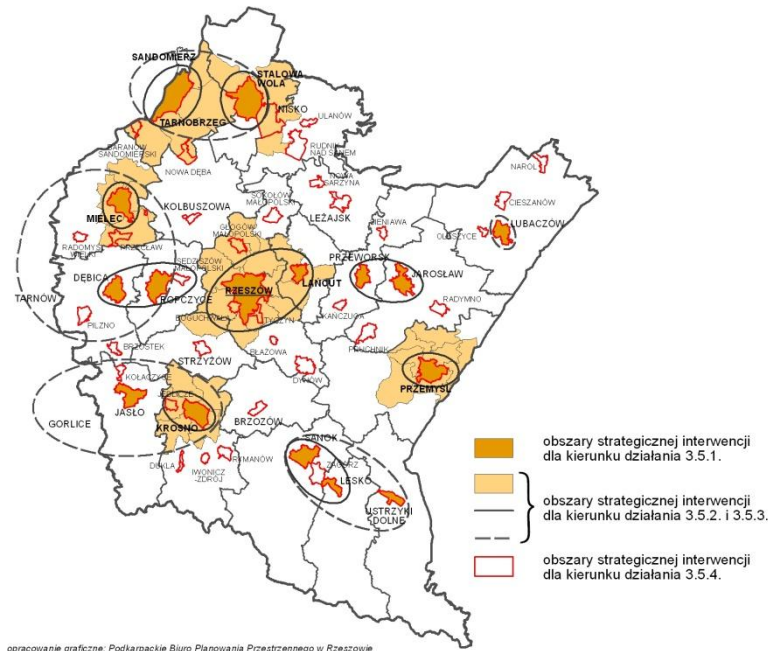 SANDOMIERZ
STALOWA
WOLA
TARNOBRZEG
NISKO
ULANÓW
BARANÓW
SANDOMIERSKI
RUDNIK
NAD SANEM
NOWA DĘBA
NOWA
SARZYNA
NAROL
CIESZANÓW
MIELEC
KOLBUSZOWA
SOKOŁÓW
MAŁOPOLSKI
LEŻAJSK
SIENIAWA
OLESZYCE
LUBACZÓW
RADOMYŚL
WIELKI
PRZECŁAW
GŁOGÓW
MAŁOPOLSKI
SĘDZISZÓW
MAŁOPOLSKI
PRZEWORSK
DĘBICA
ROPCZYCE
RZESZÓW
ŁAŃCUT
JAROSŁAW
TARNÓW
BOGUCHWAŁA
TYCZYN
KAŃCZUGA
RADYMNO
PILZNO
BRZOSTEK
STRZYŻÓW
BŁAŻOWA
DYNÓW
PRUCHNIK
PRZEMYŚL
KOŁACZYCE
JASŁO
JEDLICZE
GORLICE
KROSNO
BRZOZÓW
DUKLA
IWONICZ
-ZDRÓJ
RYMANÓW
SANOK
ZAGÓRZ
LESKO
USTRZYKI
DOLNE
obszary strategicznej interwencji
dla kierunku działania 3.5.1.
obszary strategicznej interwencji
dla kierunku działania 3.5.2. i 3.5.3.
obszary strategicznej interwencji
dla kierunku działania 3.5.4.
opracowanie graficzne: Podkarpackie Biuro Planowania Przestrzennego w Rzeszowie